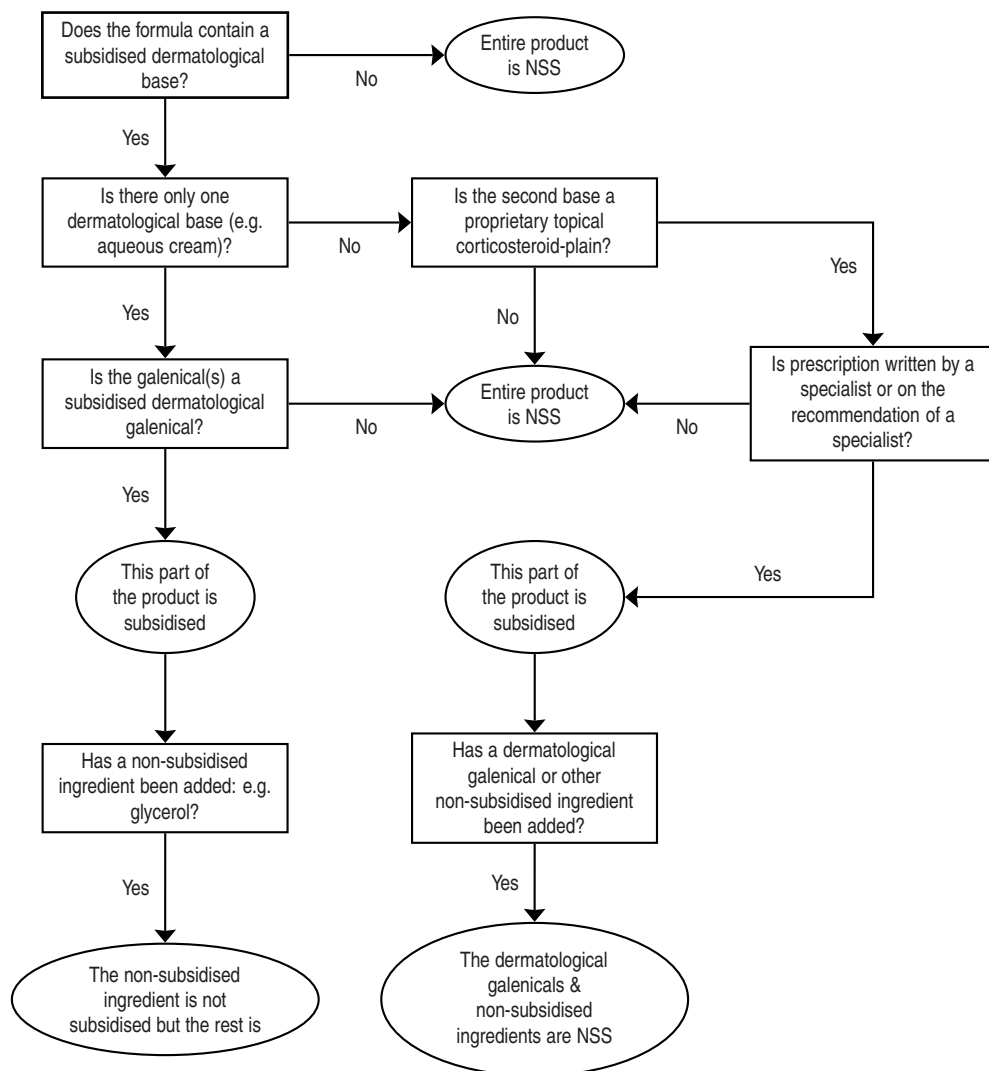 Does the formula contain a
subsidised dermatological
base?
No
Entire product
is NSS
Yes
Is there only one
dermatological base (e.g.
aqueous cream)?
No
Is the second base a
proprietary topical
corticosteroid-plain?
Yes
Yes
No
Is the galenical(s) a
subsidised dermatological
galenical?
No
Entire product
is NSS
No
Is prescription written by a
specialist or on the
recommendation of a
specialist?
Yes
Yes
This part of
the product is
subsidised
This part of
the product is
subsidised
Has a non-subsidised
ingredient been added: e.g.
glycerol?
Has a dermatological
galenical or other
non-subsidised ingredient
been added?
Yes
Yes
The non-subsidised
ingredient is not
subsidised but the rest is
The dermatological
galenicals &
non-subsidised
ingredients are NSS